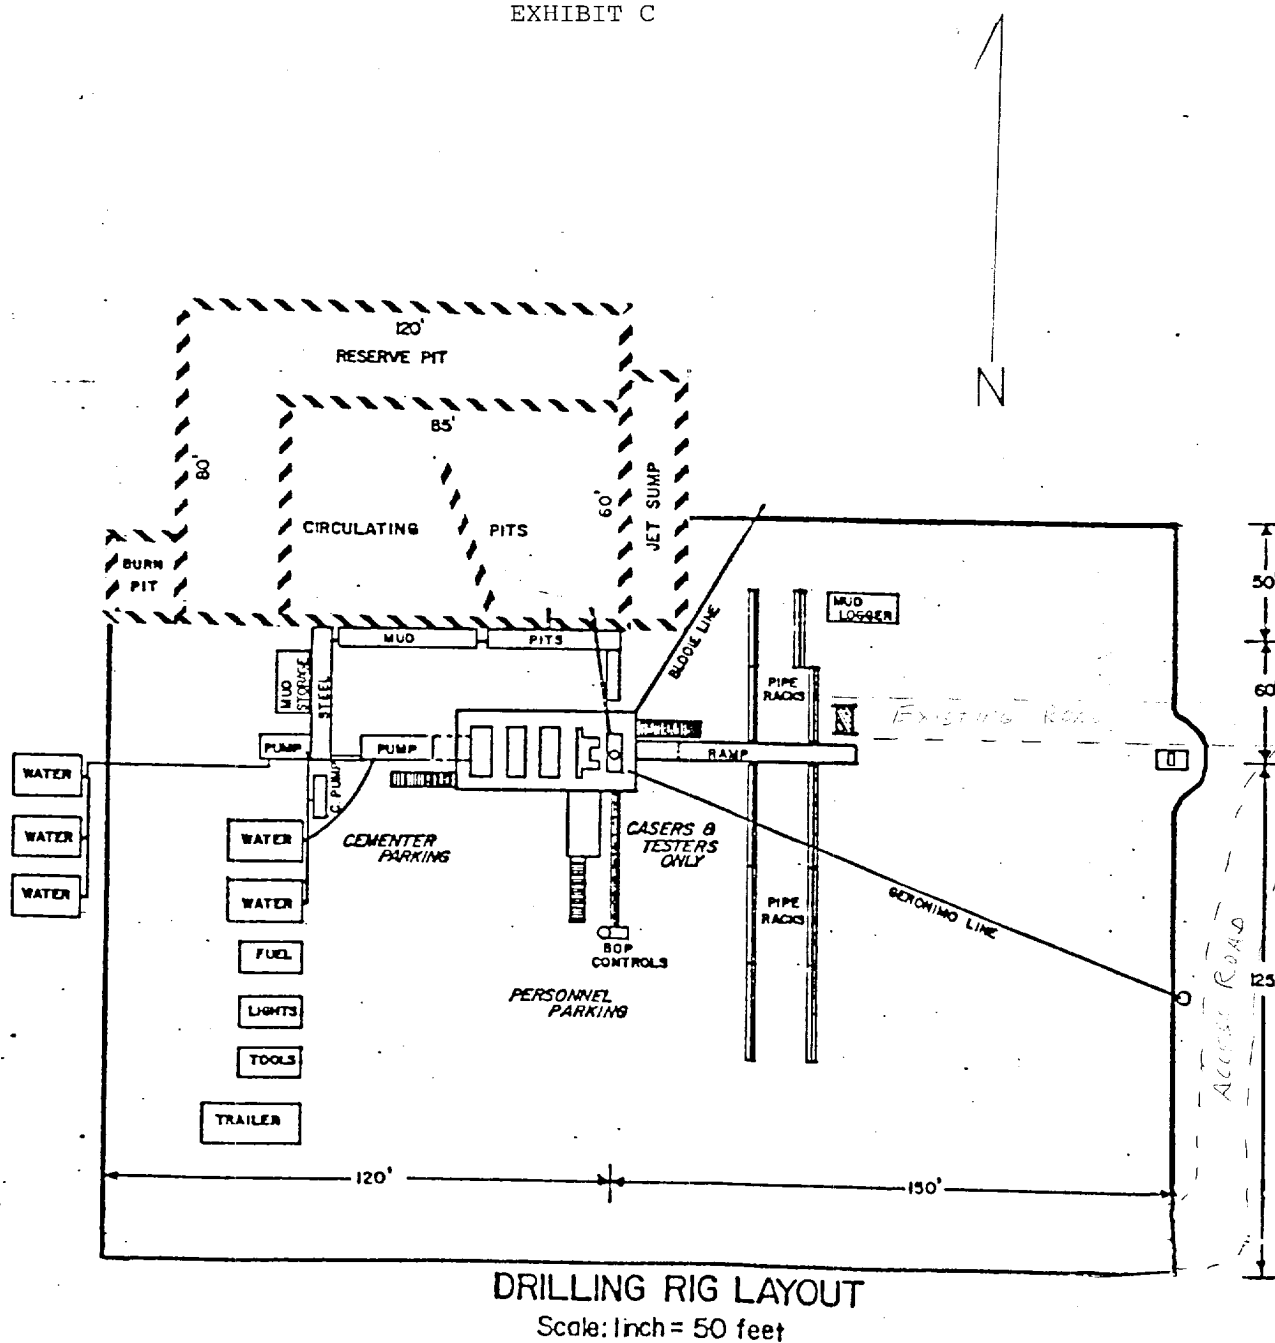 EXHIBIT C
N
120'
RESERVE PIT
85'
80'
60'
JET SUMP
CIRCULATING PITS
BURN
PIT
50'
MUD
LOGGER
MUD PITS
BLOOIE LINE
MUD
STORAGE
STEEL
PIPE
RACKS
60'
EXISTING ROAD
PUMP
PUMP
RAMP
WATER
C PUMP
WATER
WATER
CEMENTER
PARKING
CASERS &
TESTERS
ONLY
WATER
WATER
GERONIMO LINE
PIPE
RACKS
FUEL
BOP
CONTROLS
ACCESS ROAD
125
PERSONNEL
PARKING
LIGHTS
TOOLS
TRAILER
120'
150'
DRILLING RIG LAYOUT
Scale: 1 inch = 50 feet